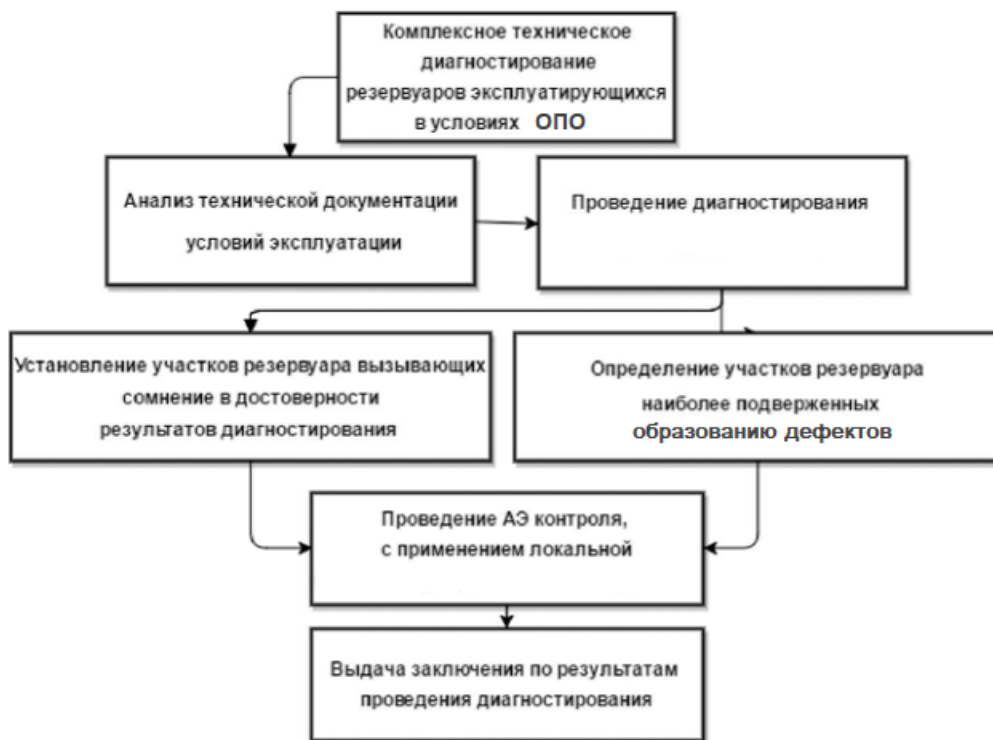 Комплексное техническое
диагностирование
резервуаров эксплуатирующихся
в условиях ОПО
Анализ технической документации
условий эксплуатации
Проведение диагностирования
Установление участков резервуара вызывающих
сомнение в достоверности
результатов диагностирования
Определение участков резервуара
наиболее подверженных
образованию дефектов
Проведение АЭ контроля,
с применением локальной
Выдача заключения по результатам
проведения диагностирования